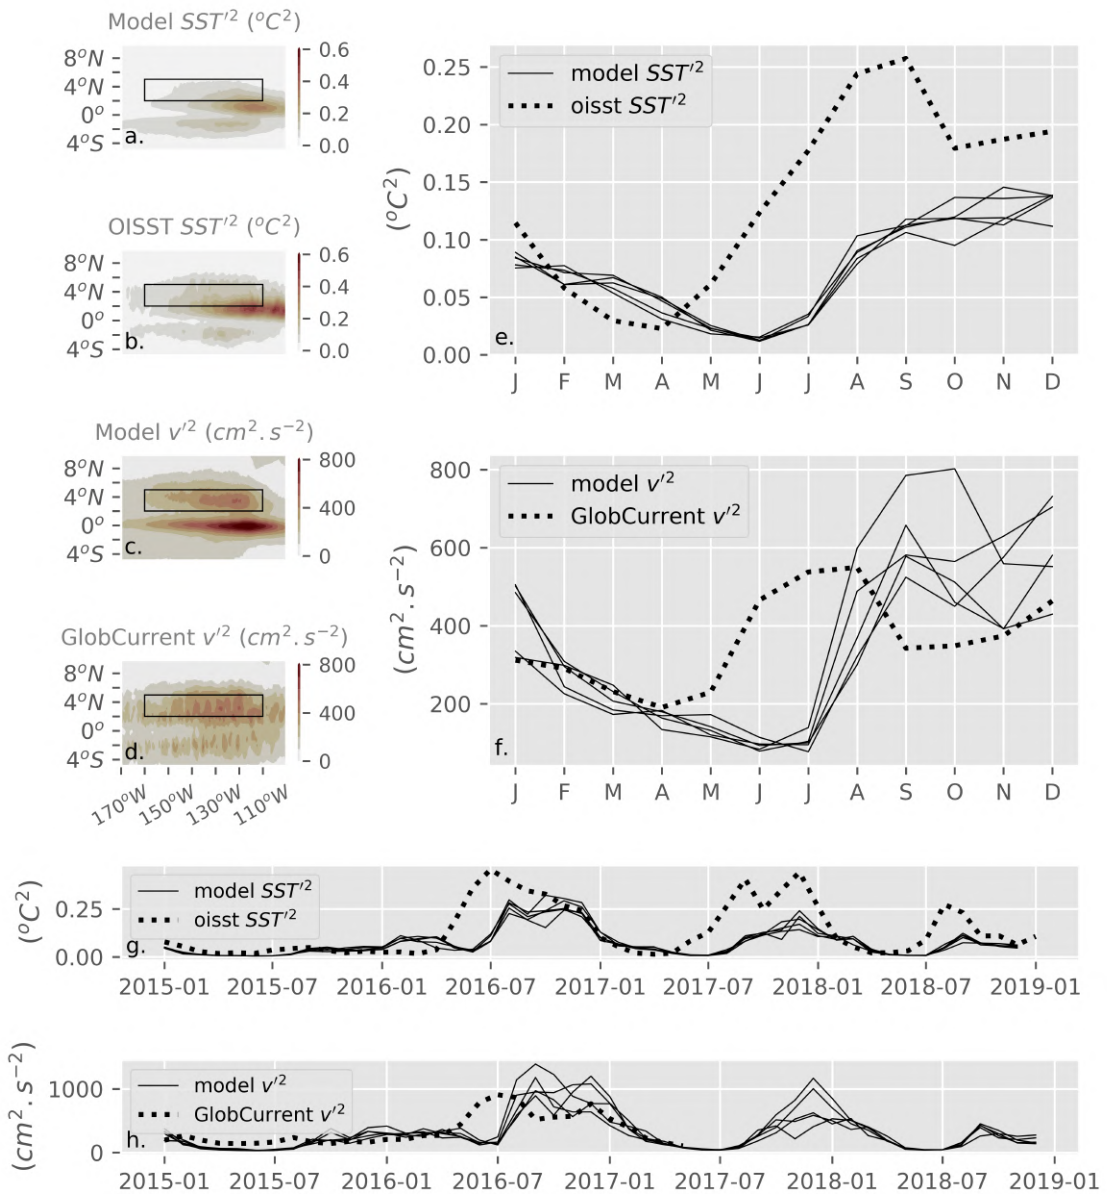 Model SST'² (°C²)
8°N
4°N
0°
4°S
a.
0.6
0.4
0.2
0.0
OISST SST'² (°C²)
8°N
4°N
0°
4°S
b.
0.6
0.4
0.2
0.0
Model v'² (cm².s⁻²)
8°N
4°N
0°
4°S
c.
800
400
0
GlobCurrent v'² (cm².s⁻²)
8°N
4°N
0°
4°S
d.
800
400
0
170°W 150°W 130°W 110°W
(°C²)
0.25
0.20
0.15
0.10
0.05
0.00
model SST'²
oisst SST'²
e.
J F M A M J J A S O N D
(cm².s⁻²)
800
600
400
200
model v'²
GlobCurrent v'²
f.
J F M A M J J A S O N D
(°C²)
0.25
0.00
model SST'²
oisst SST'²
g.
2015-01 2015-07 2016-01 2016-07 2017-01 2017-07 2018-01 2018-07 2019-01
(cm².s⁻²)
1000
0
model v'²
GlobCurrent v'²
h.
2015-01 2015-07 2016-01 2016-07 2017-01 2017-07 2018-01 2018-07 2019-01